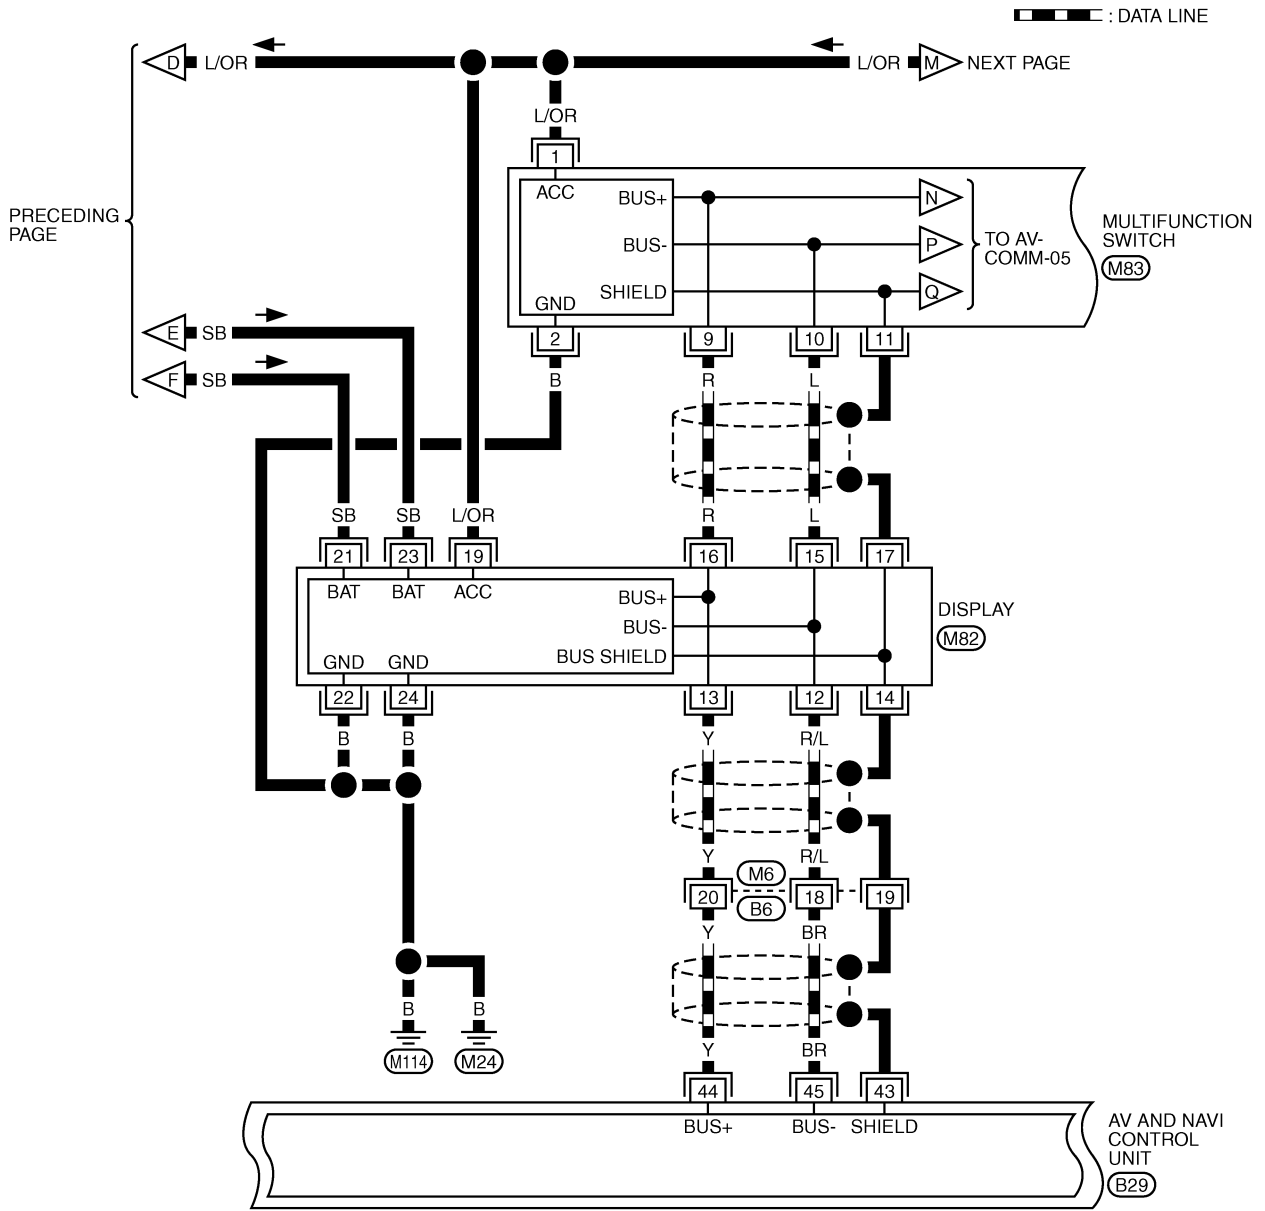 : DATA LINE
D L/OR L/OR M NEXT PAGE
L/OR
1
ACC BUS+ N
PRECEDING
PAGE
BUS- P
TO AV-
COMM-05
MULTIFUNCTION
SWITCH
M83
SHIELD Q
GND
E SB
2 9 10 11
F SB B R L
SB SB L/OR R L
21 23 19 16 15 17
BAT BAT ACC BUS+
DISPLAY
M82
BUS-
BUS SHIELD
GND GND
22 24 13 12 14
B B Y R/L
Y R/L
M6
20 18 19
B6
Y BR
B B
M114 M24
Y BR
44 45 43
BUS+ BUS- SHIELD
AV AND NAVI
CONTROL
UNIT
B29